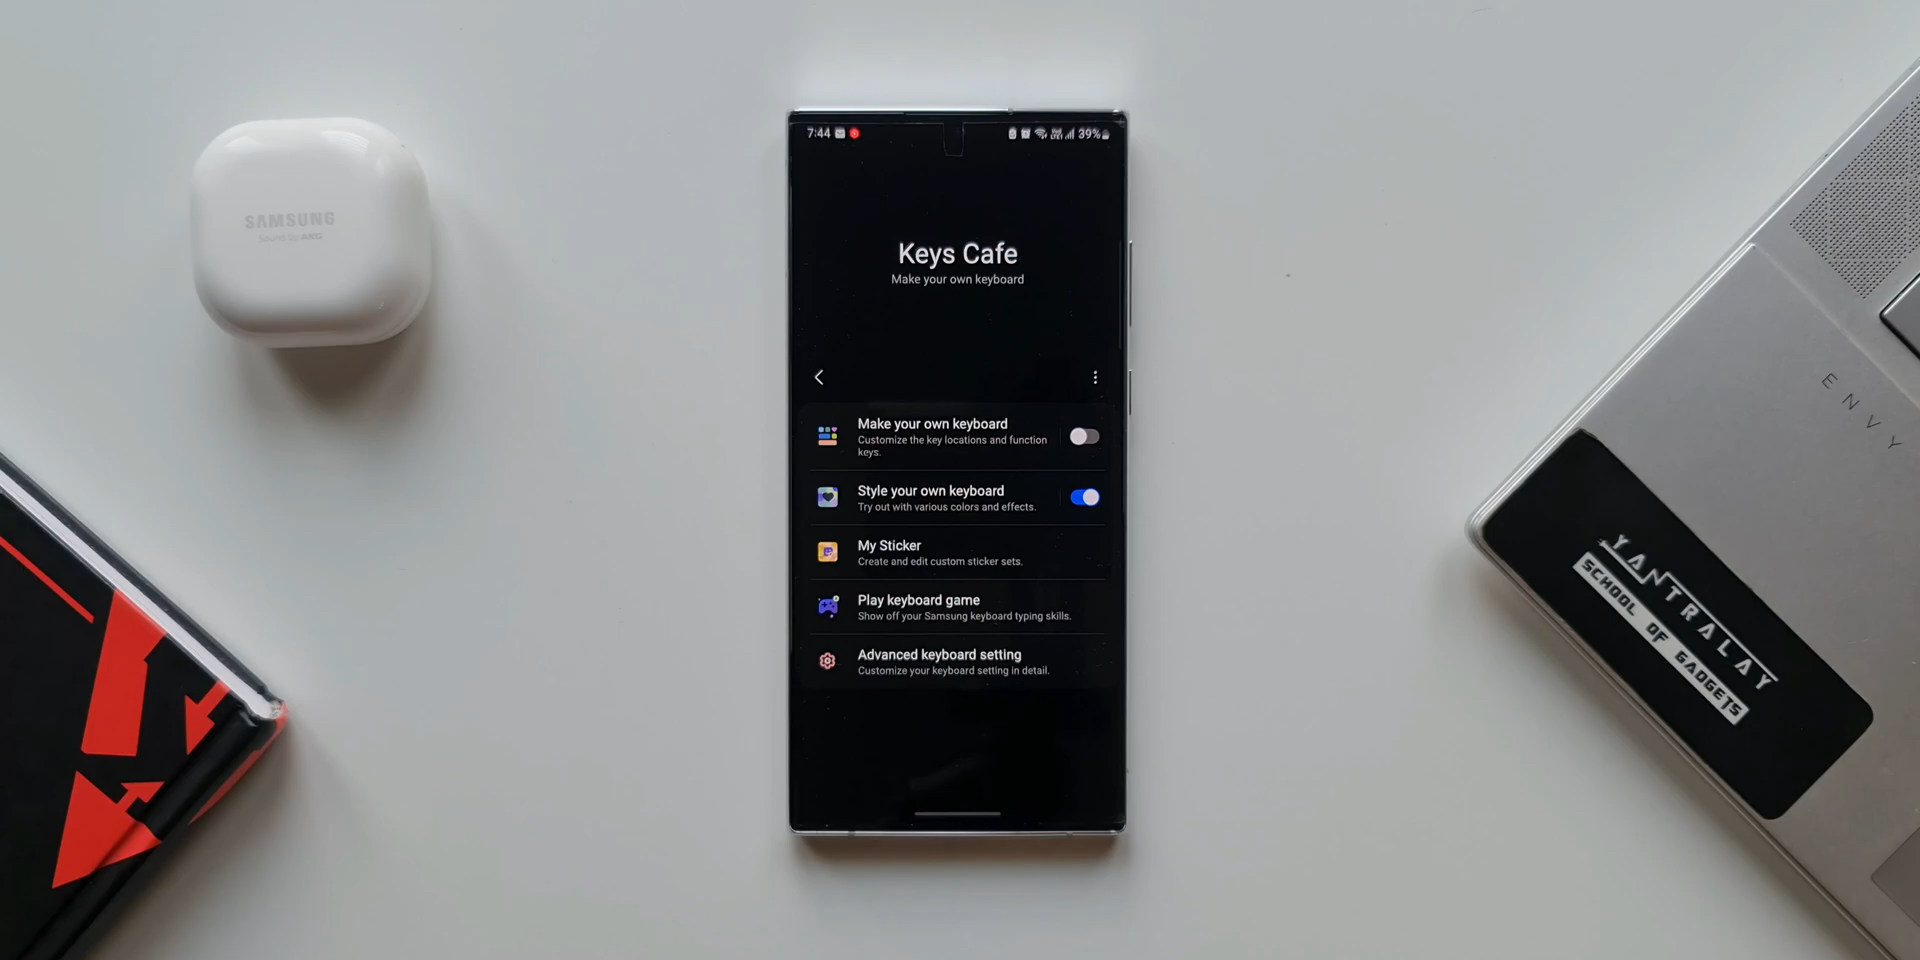 SAMSUNG
Sound by AKG
7:44
39%
Keys Cafe
Make your own keyboard
Make your own keyboard
Customize the key locations and function
keys.
Style your own keyboard
Try out with various colors and effects.
My Sticker
Create and edit custom sticker sets.
Play keyboard game
Show off your Samsung keyboard typing skills.
Advanced keyboard setting
Customize your keyboard setting in detail.
ENVY
YANTRALAY
SCHOOL OF GADGETS